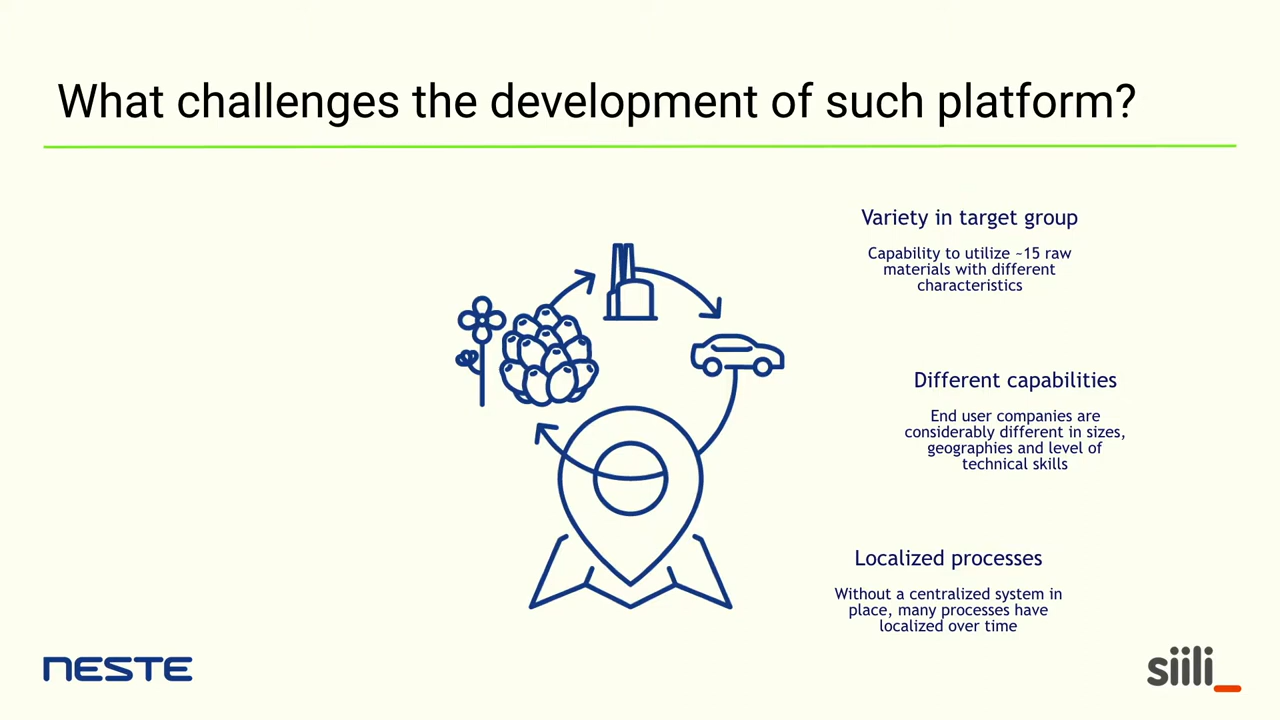 What challenges the development of such platform?
Variety in target group
Capability to utilize ~15 raw
materials with different
characteristics
Different capabilities
End user companies are
considerably different in sizes,
geographies and level of
technical skills
Localized processes
Without a centralized system in
place, many processes have
localized over time
NESTE
siili_